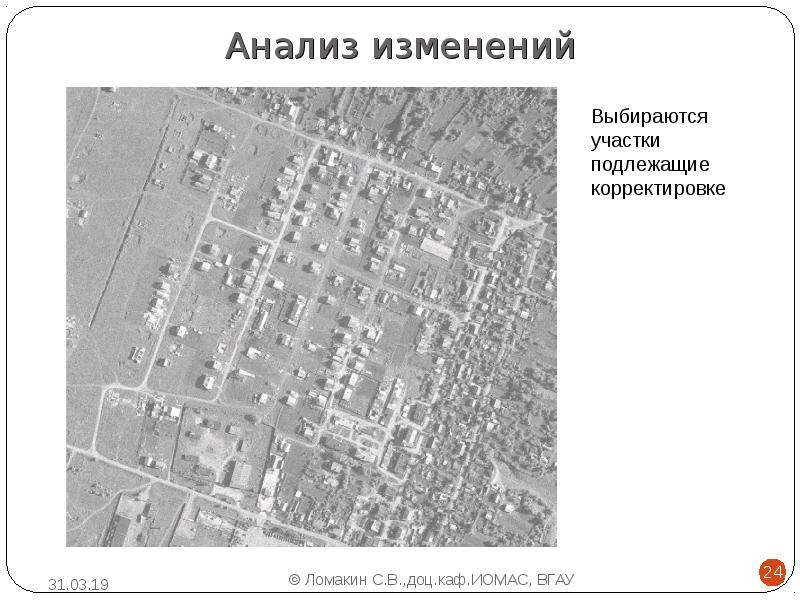 Анализ изменений
Выбираются
участки
подлежащие
корректировке
31.03.19
© Ломакин С.В.,доц.каф.ИОМАС, ВГАУ
24